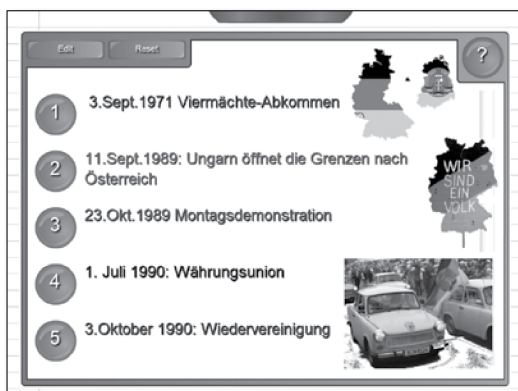 Edit
Reset
?
1
3.Sept.1971 Viermächte-Abkommen
2
11.Sept.1989: Ungarn öffnet die Grenzen nach
Österreich
WIR
SIND
EIN
VOLK
3
23.Okt.1989 Montagsdemonstration
4
1. Juli 1990: Währungsunion
5
3.Oktober 1990: Wiedervereinigung